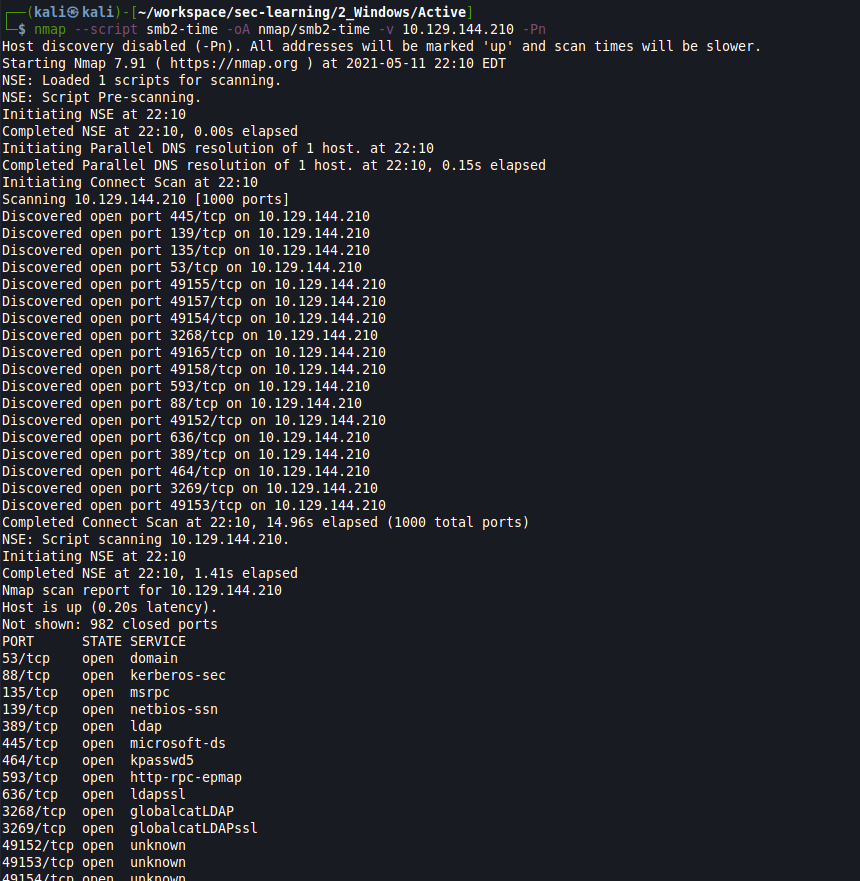 ┌──(kali㉿kali)-[~/workspace/sec-learning/2_Windows/Active]
└─$ nmap --script smb2-time -oA nmap/smb2-time -v 10.129.144.210 -Pn
Host discovery disabled (-Pn). All addresses will be marked 'up' and scan times will be slower.
Starting Nmap 7.91 ( https://nmap.org ) at 2021-05-11 22:10 EDT
NSE: Loaded 1 scripts for scanning.
NSE: Script Pre-scanning.
Initiating NSE at 22:10
Completed NSE at 22:10, 0.00s elapsed
Initiating Parallel DNS resolution of 1 host. at 22:10
Completed Parallel DNS resolution of 1 host. at 22:10, 0.15s elapsed
Initiating Connect Scan at 22:10
Scanning 10.129.144.210 [1000 ports]
Discovered open port 445/tcp on 10.129.144.210
Discovered open port 139/tcp on 10.129.144.210
Discovered open port 135/tcp on 10.129.144.210
Discovered open port 53/tcp on 10.129.144.210
Discovered open port 49155/tcp on 10.129.144.210
Discovered open port 49157/tcp on 10.129.144.210
Discovered open port 49154/tcp on 10.129.144.210
Discovered open port 3268/tcp on 10.129.144.210
Discovered open port 49165/tcp on 10.129.144.210
Discovered open port 49158/tcp on 10.129.144.210
Discovered open port 593/tcp on 10.129.144.210
Discovered open port 88/tcp on 10.129.144.210
Discovered open port 49152/tcp on 10.129.144.210
Discovered open port 636/tcp on 10.129.144.210
Discovered open port 389/tcp on 10.129.144.210
Discovered open port 464/tcp on 10.129.144.210
Discovered open port 3269/tcp on 10.129.144.210
Discovered open port 49153/tcp on 10.129.144.210
Completed Connect Scan at 22:10, 14.96s elapsed (1000 total ports)
NSE: Script scanning 10.129.144.210.
Initiating NSE at 22:10
Completed NSE at 22:10, 1.41s elapsed
Nmap scan report for 10.129.144.210
Host is up (0.20s latency).
Not shown: 982 closed ports
PORT      STATE SERVICE
53/tcp    open  domain
88/tcp    open  kerberos-sec
135/tcp   open  msrpc
139/tcp   open  netbios-ssn
389/tcp   open  ldap
445/tcp   open  microsoft-ds
464/tcp   open  kpasswd5
593/tcp   open  http-rpc-epmap
636/tcp   open  ldapssl
3268/tcp  open  globalcatLDAP
3269/tcp  open  globalcatLDAPssl
49152/tcp open  unknown
49153/tcp open  unknown
49154/tcp open  unknown